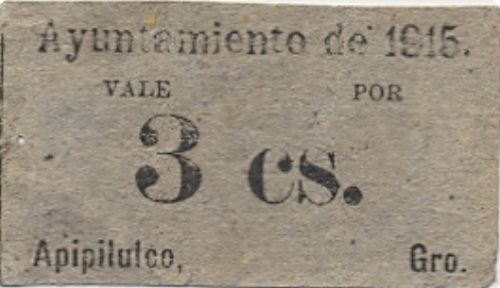 Ayuntamiento de 1915.
VALE POR
3 cs.
Apipilulco, Gro.